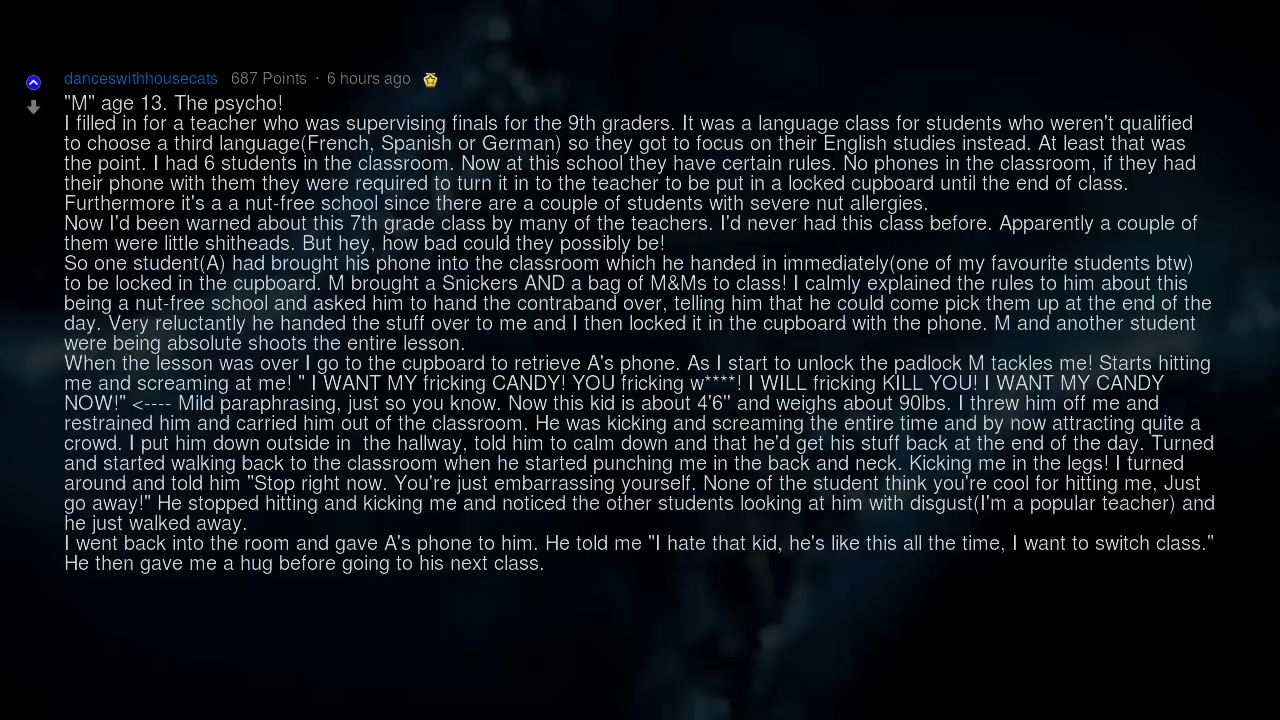 danceswithhousecats 687 Points · 6 hours ago
"M" age 13. The psycho!
I filled in for a teacher who was supervising finals for the 9th graders. It was a language class for students who weren't qualified
to choose a third language(French, Spanish or German) so they got to focus on their English studies instead. At least that was
the point. I had 6 students in the classroom. Now at this school they have certain rules. No phones in the classroom, if they had
their phone with them they were required to turn it in to the teacher to be put in a locked cupboard until the end of class.
Furthermore it's a a nut-free school since there are a couple of students with severe nut allergies.
Now I'd been warned about this 7th grade class by many of the teachers. I'd never had this class before. Apparently a couple of
them were little shitheads. But hey, how bad could they possibly be!
So one student(A) had brought his phone into the classroom which he handed in immediately(one of my favourite students btw)
to be locked in the cupboard. M brought a Snickers AND a bag of M&Ms to class! I calmly explained the rules to him about this
being a nut-free school and asked him to hand the contraband over, telling him that he could come pick them up at the end of the
day. Very reluctantly he handed the stuff over to me and I then locked it in the cupboard with the phone. M and another student
were being absolute shoots the entire lesson.
When the lesson was over I go to the cupboard to retrieve A's phone. As I start to unlock the padlock M tackles me! Starts hitting
me and screaming at me! " I WANT MY fricking CANDY! YOU fricking w****! I WILL fricking KILL YOU! I WANT MY CANDY
NOW!" <---- Mild paraphrasing, just so you know. Now this kid is about 4'6'' and weighs about 90lbs. I threw him off me and
restrained him and carried him out of the classroom. He was kicking and screaming the entire time and by now attracting quite a
crowd. I put him down outside in  the hallway, told him to calm down and that he'd get his stuff back at the end of the day. Turned
and started walking back to the classroom when he started punching me in the back and neck. Kicking me in the legs! I turned
around and told him "Stop right now. You're just embarrassing yourself. None of the student think you're cool for hitting me, Just
go away!" He stopped hitting and kicking me and noticed the other students looking at him with disgust(I'm a popular teacher) and
he just walked away.
I went back into the room and gave A's phone to him. He told me "I hate that kid, he's like this all the time, I want to switch class."
He then gave me a hug before going to his next class.